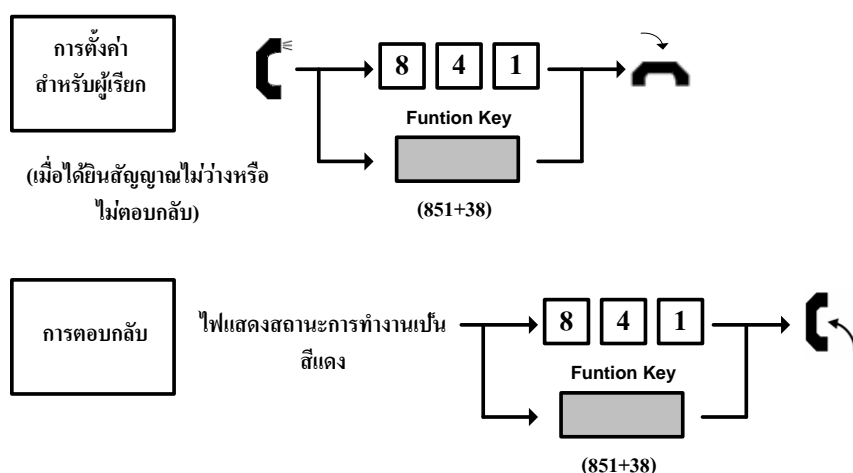 การตั้งค่า
สำหรับผู้เรียก
8 4 1
Funtion Key
(851+38)
(เมื่อได้ยินสัญญาณไม่ว่างหรือ
ไม่ตอบกลับ)
การตอบกลับ
ไฟแสดงสถานะการทำงานเป็น
สีแดง
8 4 1
Funtion Key
(851+38)